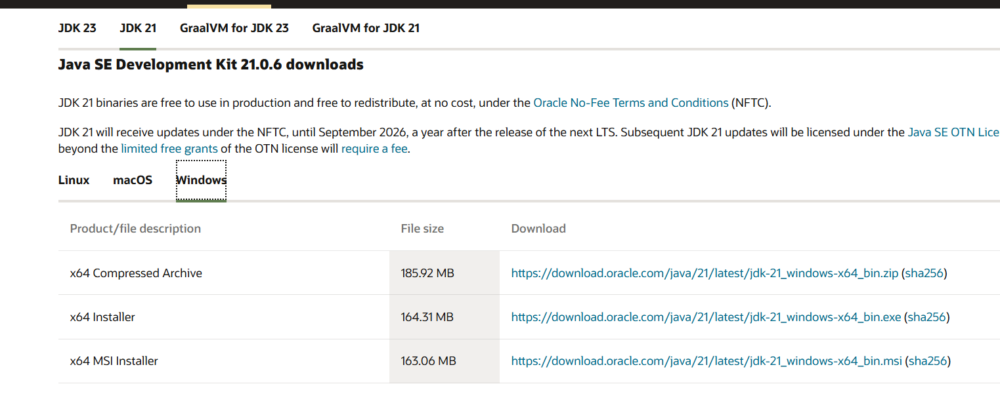 JDK 23 JDK 21 GraalVM for JDK 23 GraalVM for JDK 21
Java SE Development Kit 21.0.6 downloads
JDK 21 binaries are free to use in production and free to redistribute, at no cost, under the Oracle No-Fee Terms and Conditions (NFTC).
JDK 21 will receive updates under the NFTC, until September 2026, a year after the release of the next LTS. Subsequent JDK 21 updates will be licensed under the Java SE OTN Lice
beyond the limited free grants of the OTN license will require a fee.
Linux macOS Windows
Product/file description File size Download
x64 Compressed Archive 185.92 MB https://download.oracle.com/java/21/latest/jdk-21_windows-x64_bin.zip (sha256)
x64 Installer 164.31 MB https://download.oracle.com/java/21/latest/jdk-21_windows-x64_bin.exe (sha256)
x64 MSI Installer 163.06 MB https://download.oracle.com/java/21/latest/jdk-21_windows-x64_bin.msi (sha256)